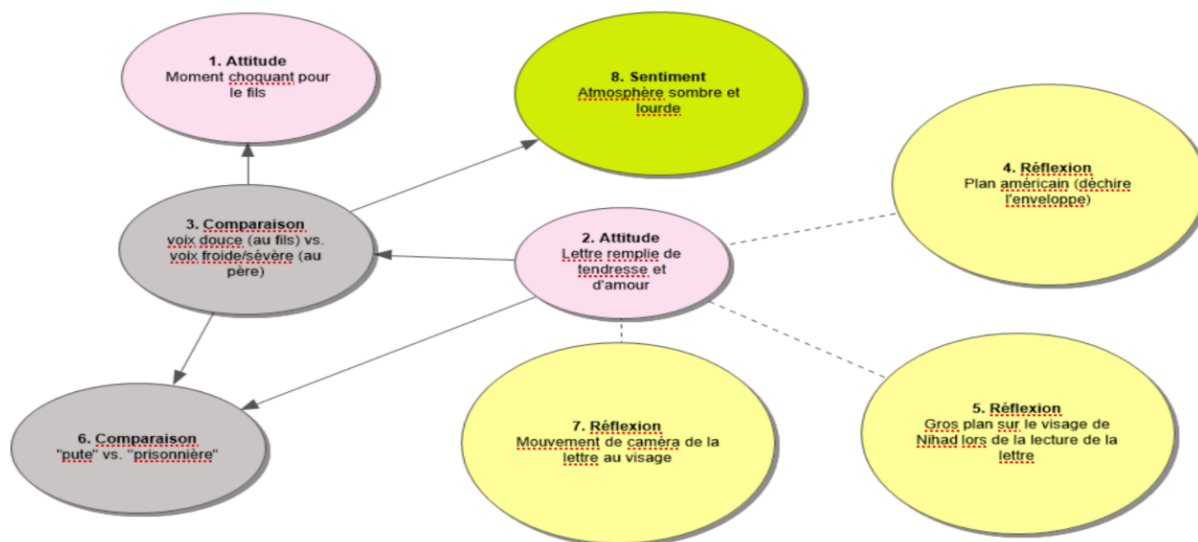 1. Attitude
Moment choquant pour
le fils
8. Sentiment
Atmosphère sombre et
lourde
4. Réflexion
Plan américain (déchire
l'enveloppe)
3. Comparaison
voix douce (au fils) vs.
voix froide/sévère (au
père)
2. Attitude
Lettre remplie de
tendresse et
d'amour
6. Comparaison
"pute" vs. "prisonnière"
7. Réflexion
Mouvement de caméra de la
lettre au visage
5. Réflexion
Gros plan sur le visage de
Nihad lors de la lecture de la
lettre